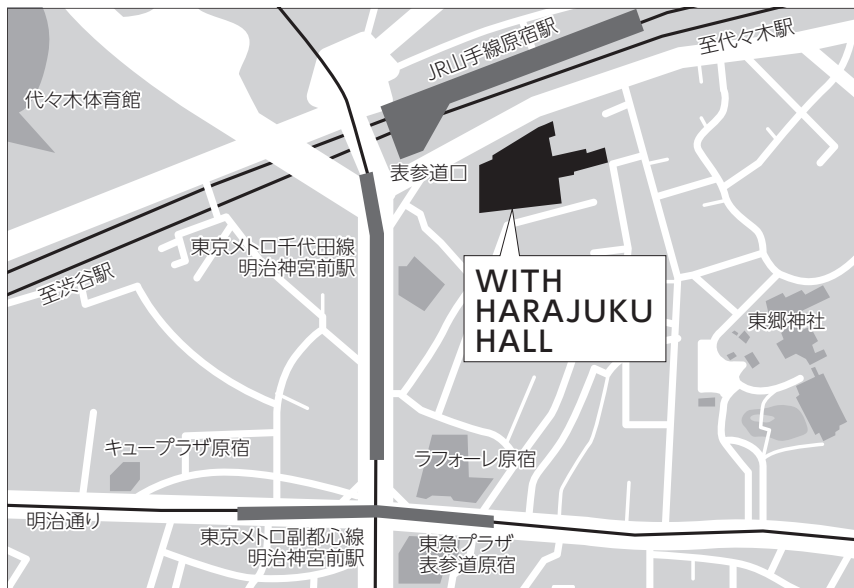 JR山手線原宿駅
至代々木駅
代々木体育館
表参道口
東京メトロ千代田線
明治神宮前駅
至渋谷駅
WITH
HARAJUKU
HALL
東郷神社
キュープラザ原宿
ラフォーレ原宿
明治通り
東京メトロ副都心線
明治神宮前駅
東急プラザ
表参道原宿